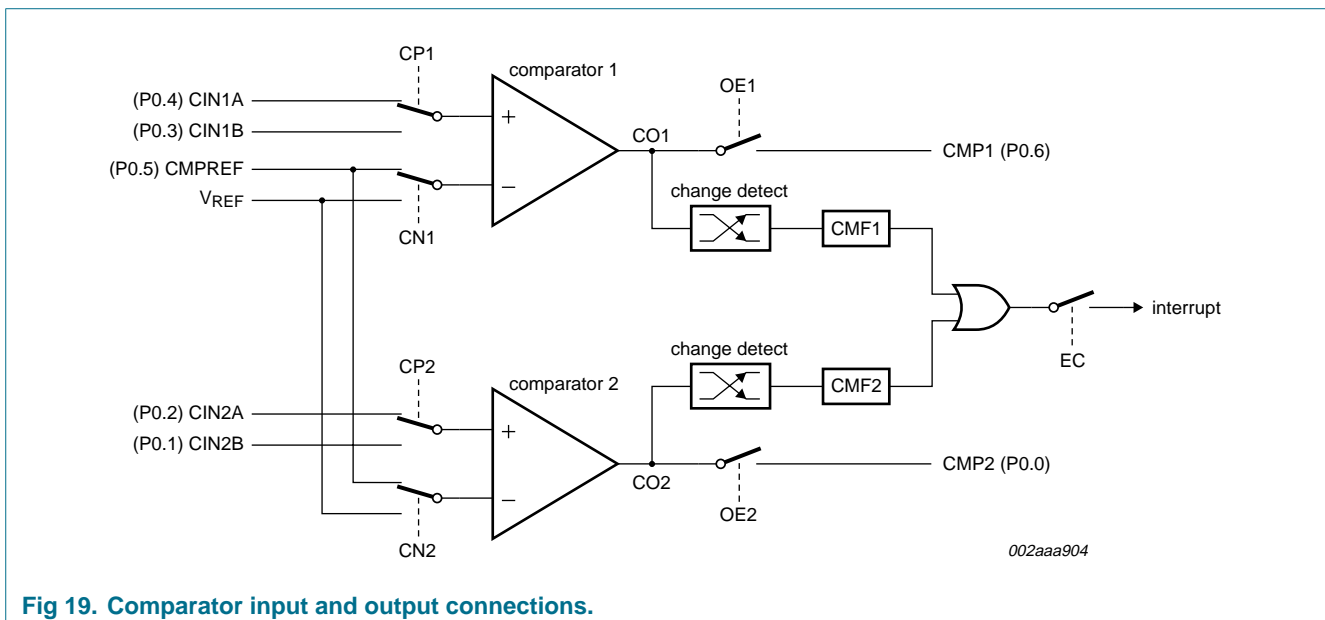 CP1
comparator 1
OE1
(P0.4) CIN1A
+
(P0.3) CIN1B
CO1
CMP1 (P0.6)
(P0.5) CMPREF
−
change detect
VREF
CMF1
CN1
interrupt
change detect
EC
CP2
comparator 2
CMF2
(P0.2) CIN2A
+
(P0.1) CIN2B
CMP2 (P0.0)
CO2
−
OE2
CN2
002aaa904
Fig 19. Comparator input and output connections.